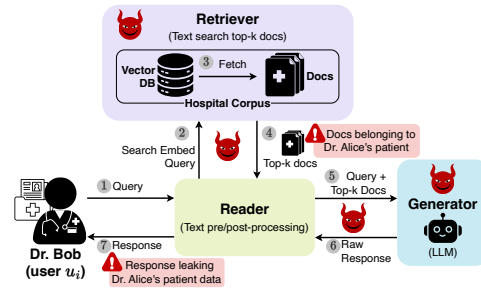 Retriever
(Text search top-k docs)
3 Fetch
Vector
DB
Docs
Hospital Corpus
2
Search Embed
Query
4
Top-k docs
Docs belonging to
Dr. Alice's patient
1 Query
5 Query +
Top-k Docs
Reader
(Text pre/post-processing)
Generator
(LLM)
7 Response
6 Raw
Response
Response leaking
Dr. Alice's patient data
Dr. Bob
(user u_i)